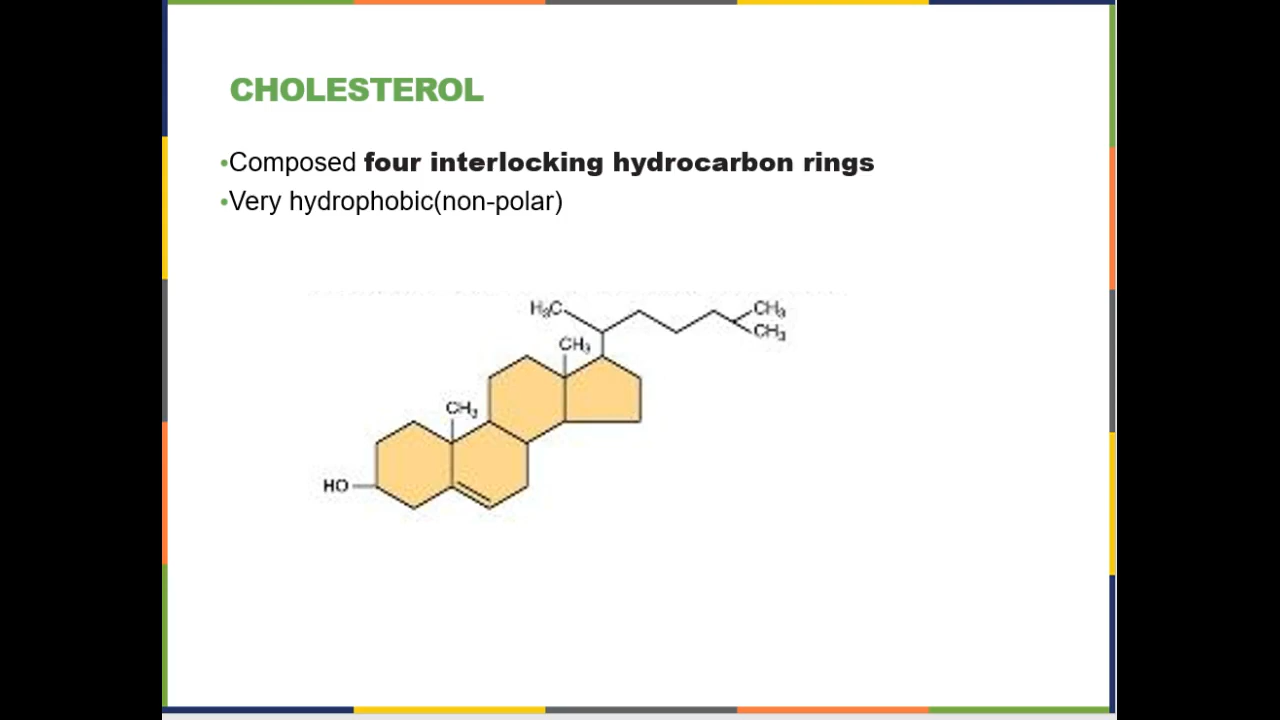 CHOLESTEROL
•Composed four interlocking hydrocarbon rings
•Very hydrophobic(non-polar)
H₃C
CH₃
CH₃
CH₃
CH₃
HO